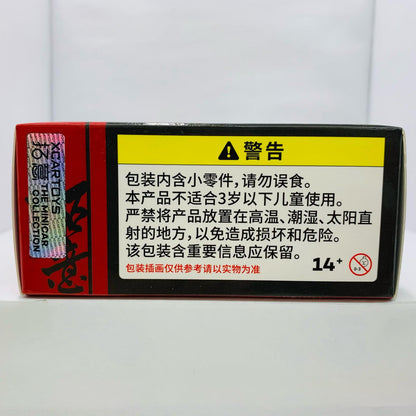 警告
包装内含小零件，请勿误食。
本产品不适合3岁以下儿童使用。
严禁将产品放置在高温、潮湿、太阳直
射的地方，以免造成损坏和危险。
该包装含重要信息应保留。
包装插画仅供参考请以实物为准
14+
0-3
XCARTOYS
THE MINICAR
COLLECTION
拓意